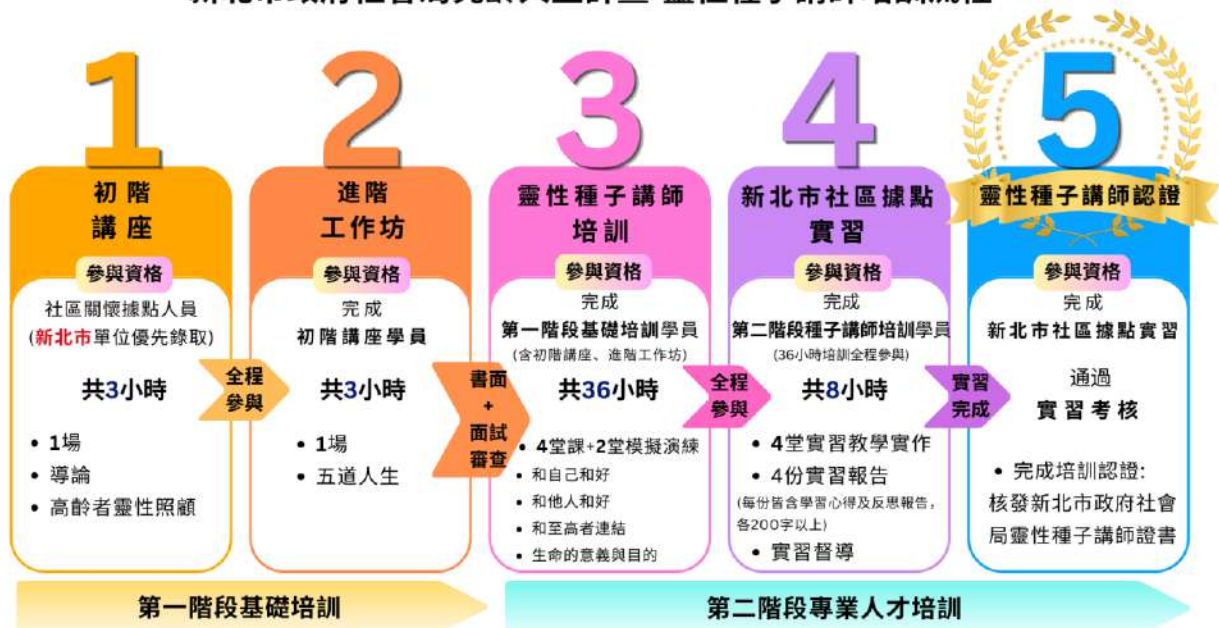 1
初階
講座
參與資格
社區關懷據點人員
(新北市單位優先錄取)
共3小時
• 1場
• 導論
• 高齡者靈性照顧
全程
參與
2
進階
工作坊
參與資格
完成
初階講座學員
共3小時
• 1場
• 五道人生
書面
+
面試
審查
3
靈性種子講師
培訓
參與資格
完成
第一階段基礎培訓學員
(含初階講座、進階工作坊)
共36小時
• 4堂課+2堂模擬演練
• 和自己和好
• 和他人和好
• 和至高者連結
• 生命的意義與目的
全程
參與
4
新北市社區據點
實習
參與資格
完成
第二階段種子講師培訓學員
(36小時培訓全程參與)
共8小時
• 4堂實習教學實作
• 4份實習報告
(每份皆含學習心得及反思報告,
各200字以上)
• 實習督導
實習
完成
5
靈性種子講師認證
參與資格
完成
新北市社區據點實習
通過
實習考核
• 完成培訓認證:
核發新北市政府社會
局靈性種子講師證書
第一階段基礎培訓
第二階段專業人才培訓